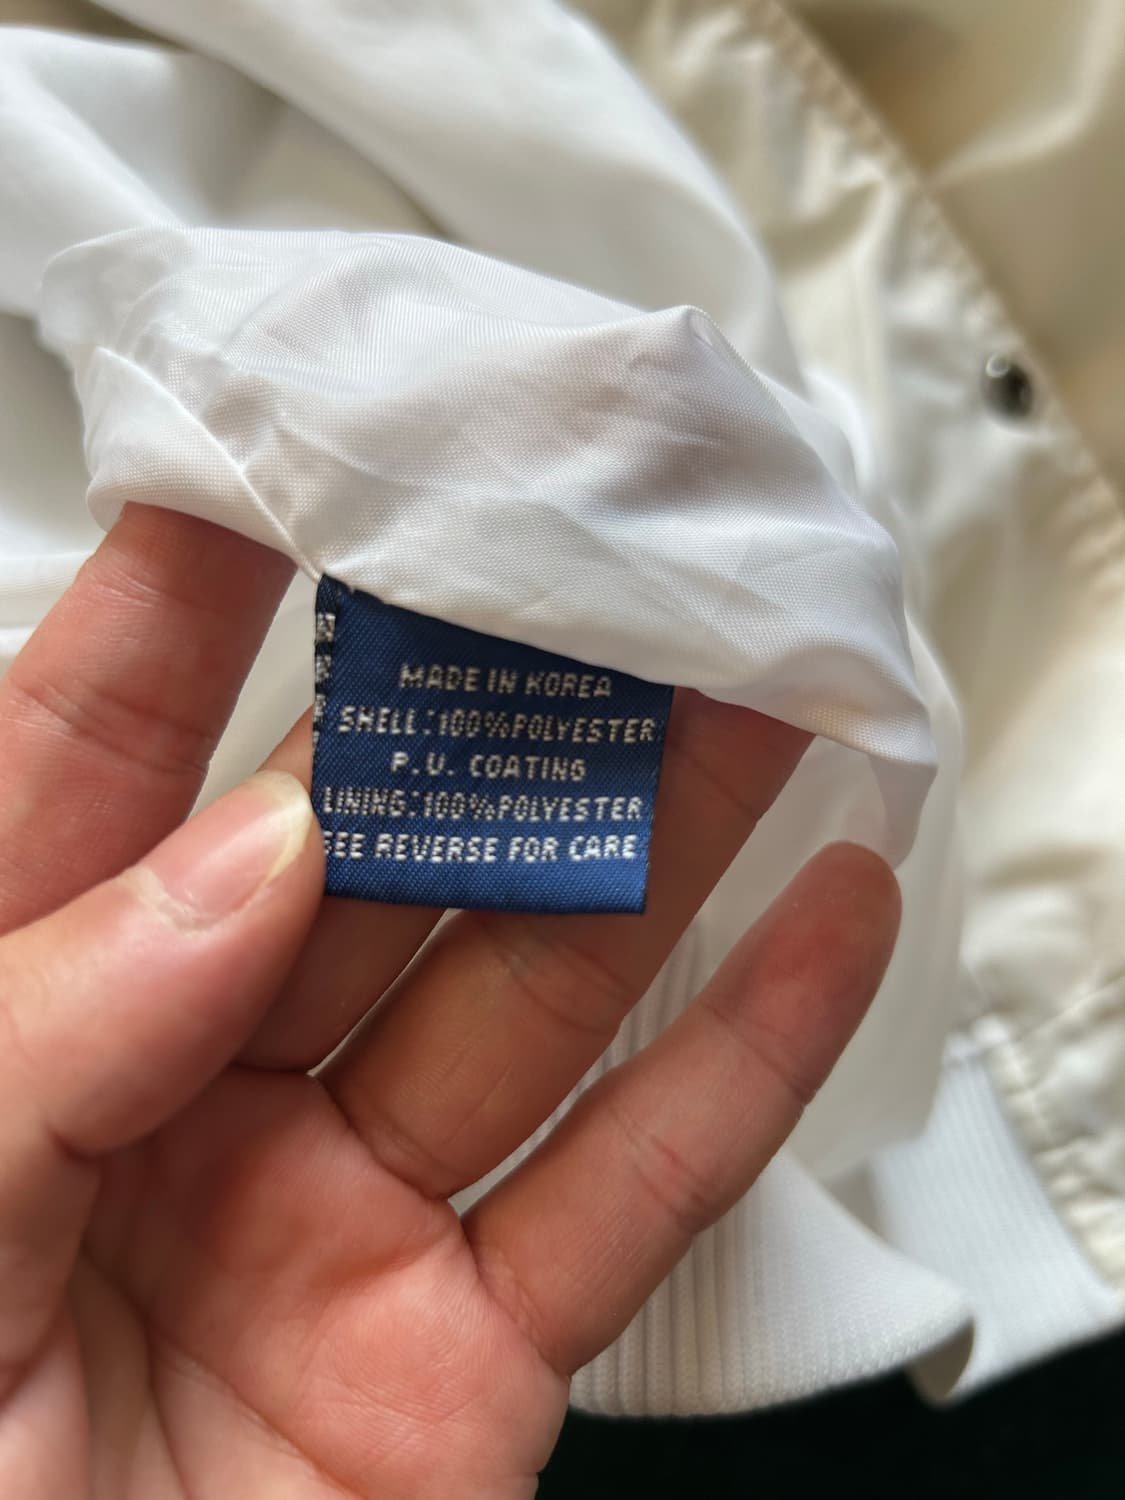 MADE IN KOREA
SHELL:100%POLYESTER
P.U. COATING
LINING:100%POLYESTER
SEE REVERSE FOR CARE